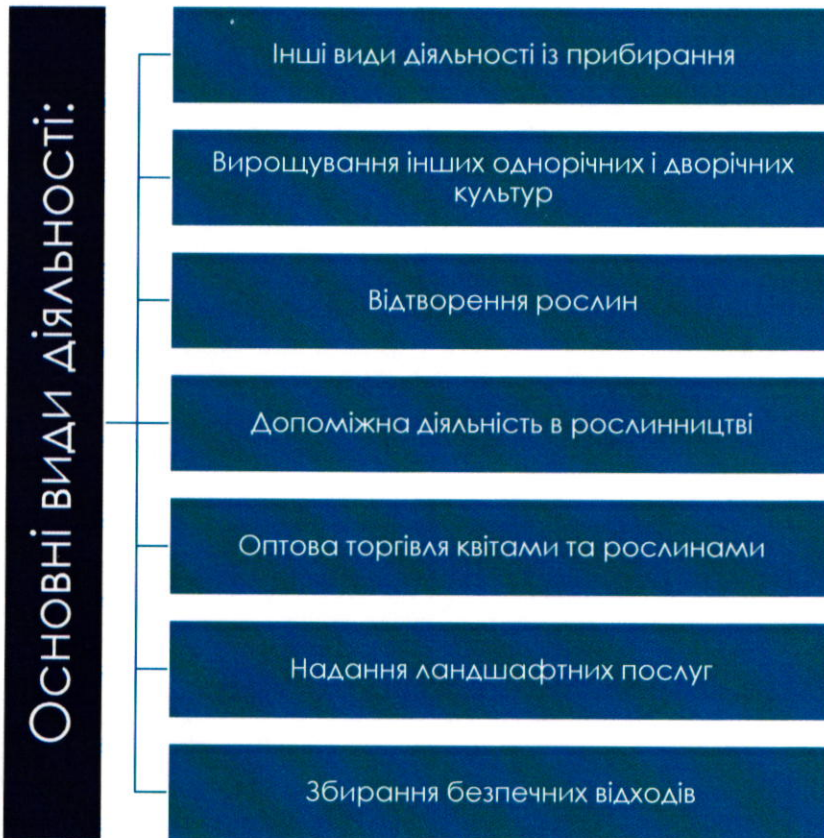 Основні види діяльності:
Інші види діяльності із прибирання
Вирощування інших однорічних і дворічних
культур
Відтворення рослин
Допоміжна діяльність в рослинництві
Оптова торгівля квітами та рослинами
Надання ландшафтних послуг
Збирання безпечних відходів